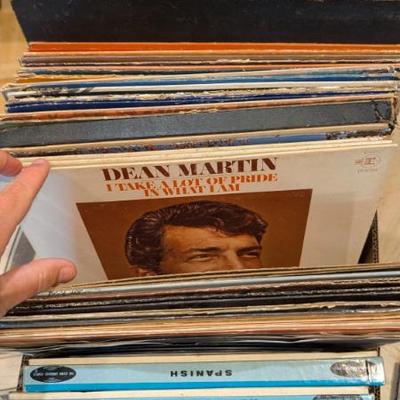 DEAN MARTIN
I TAKE A LOT OF PRIDE
IN WHAT I AM
SPANISH